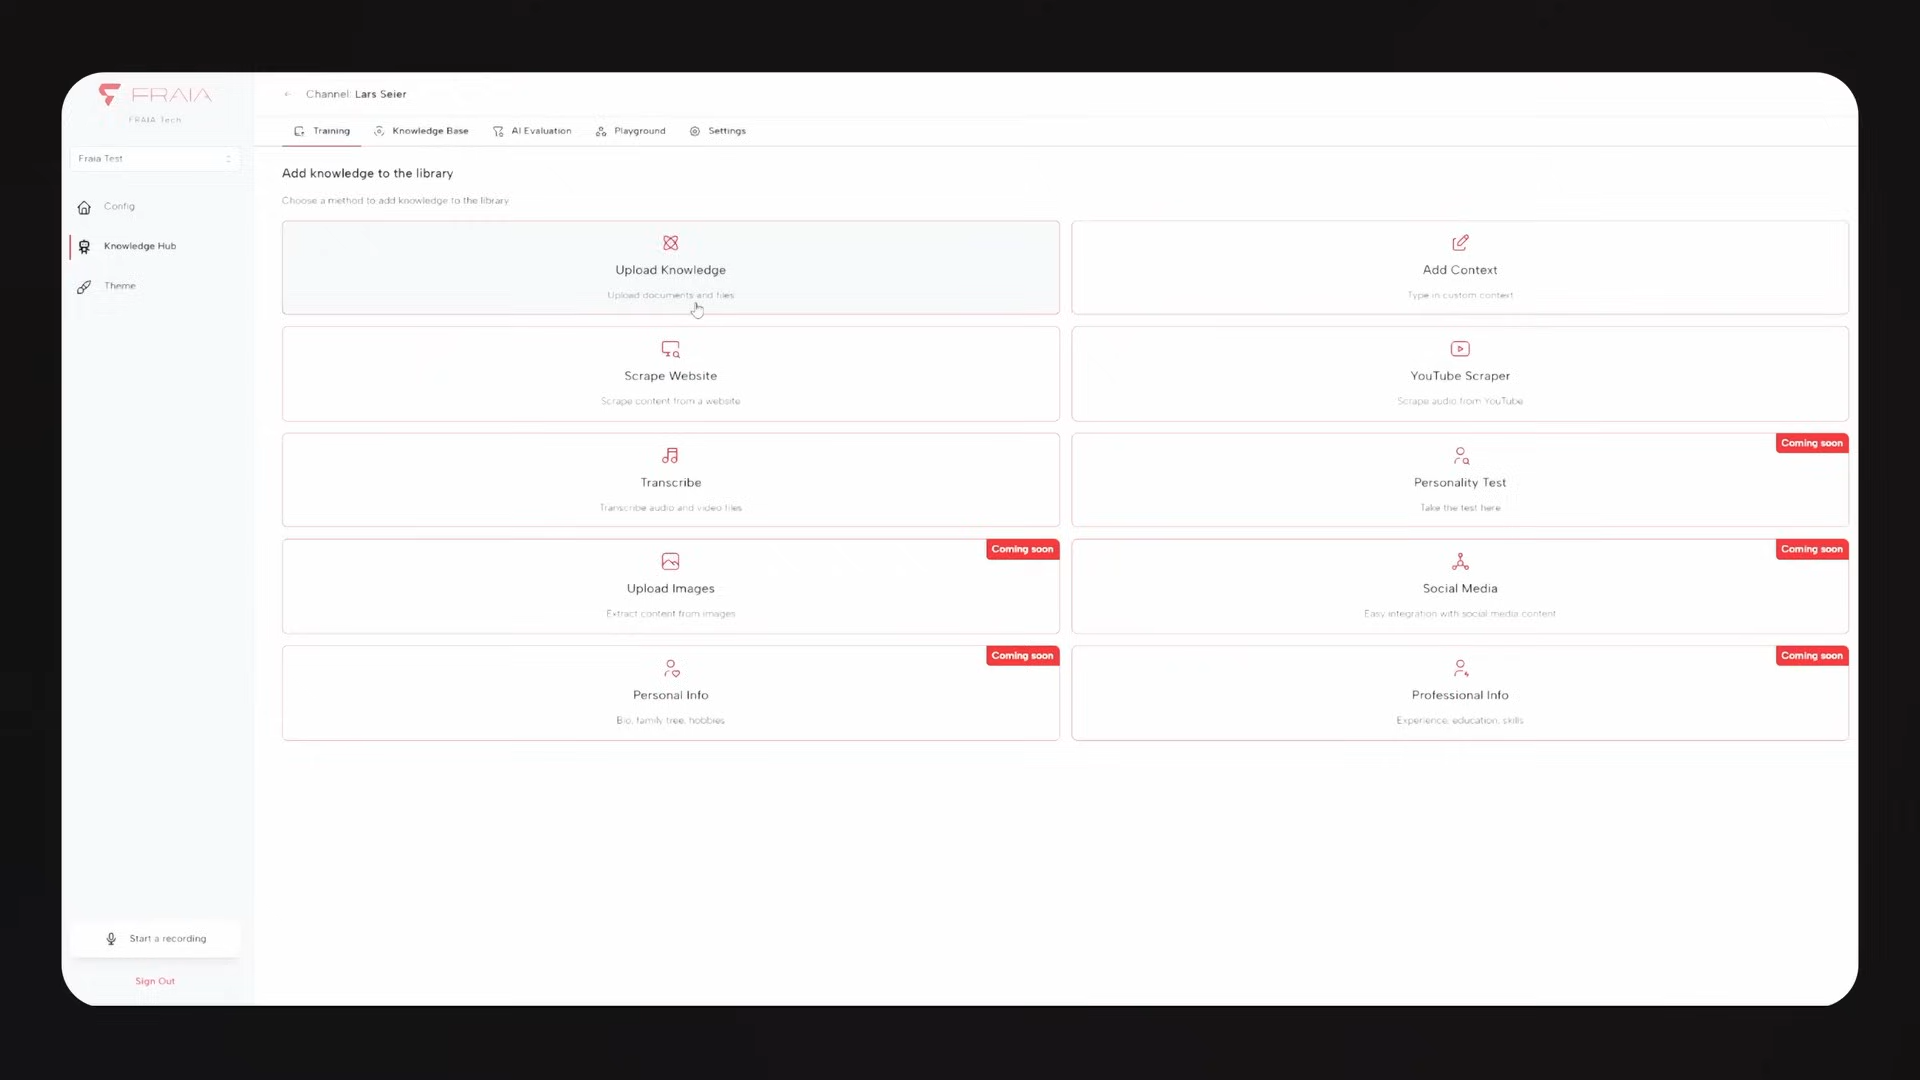 FRAIA
FRAIA Tech
Fraia Test
Config
Knowledge Hub
Theme
Start a recording
Sign Out
← Channel: Lars Seier
Training Knowledge Base AI Evaluation Playground Settings
Add knowledge to the library
Choose a method to add knowledge to the library
Upload Knowledge
Upload documents and files
Add Context
Type in custom context
Scrape Website
Scrape content from a website
YouTube Scraper
Scrape audio from YouTube
Transcribe
Transcribe audio and video files
Coming soon
Personality Test
Take the test here
Coming soon
Upload Images
Extract content from images
Coming soon
Social Media
Easy integration with social media content
Coming soon
Personal Info
Bio, family tree, hobbies
Coming soon
Professional Info
Experience, education, skills